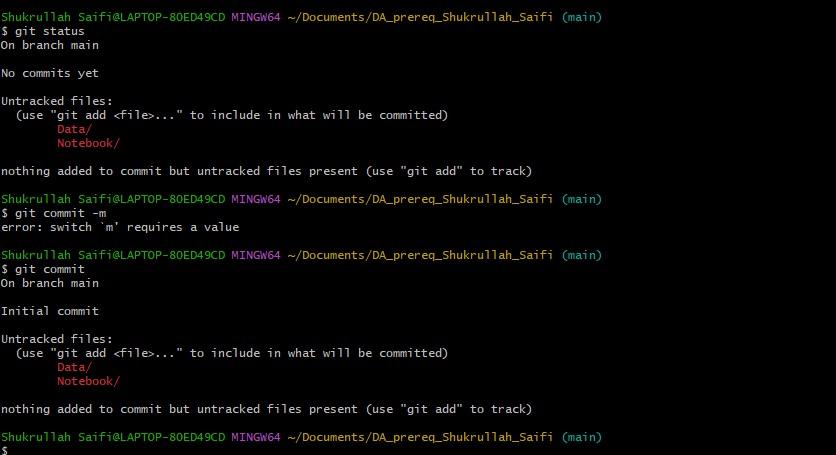 Shukrullah Saifi@LAPTOP-8OED49CD MINGW64 ~/Documents/DA_prereq_Shukrullah_Saifi (main)
$ git status
On branch main
No commits yet
Untracked files:
(use "git add <file>..." to include in what will be committed)
Data/
Notebook/
nothing added to commit but untracked files present (use "git add" to track)
Shukrullah Saifi@LAPTOP-8OED49CD MINGW64 ~/Documents/DA_prereq_Shukrullah_Saifi (main)
$ git commit -m
error: switch `m' requires a value
Shukrullah Saifi@LAPTOP-8OED49CD MINGW64 ~/Documents/DA_prereq_Shukrullah_Saifi (main)
$ git commit
On branch main
Initial commit
Untracked files:
(use "git add <file>..." to include in what will be committed)
Data/
Notebook/
nothing added to commit but untracked files present (use "git add" to track)
Shukrullah Saifi@LAPTOP-8OED49CD MINGW64 ~/Documents/DA_prereq_Shukrullah_Saifi (main)
$